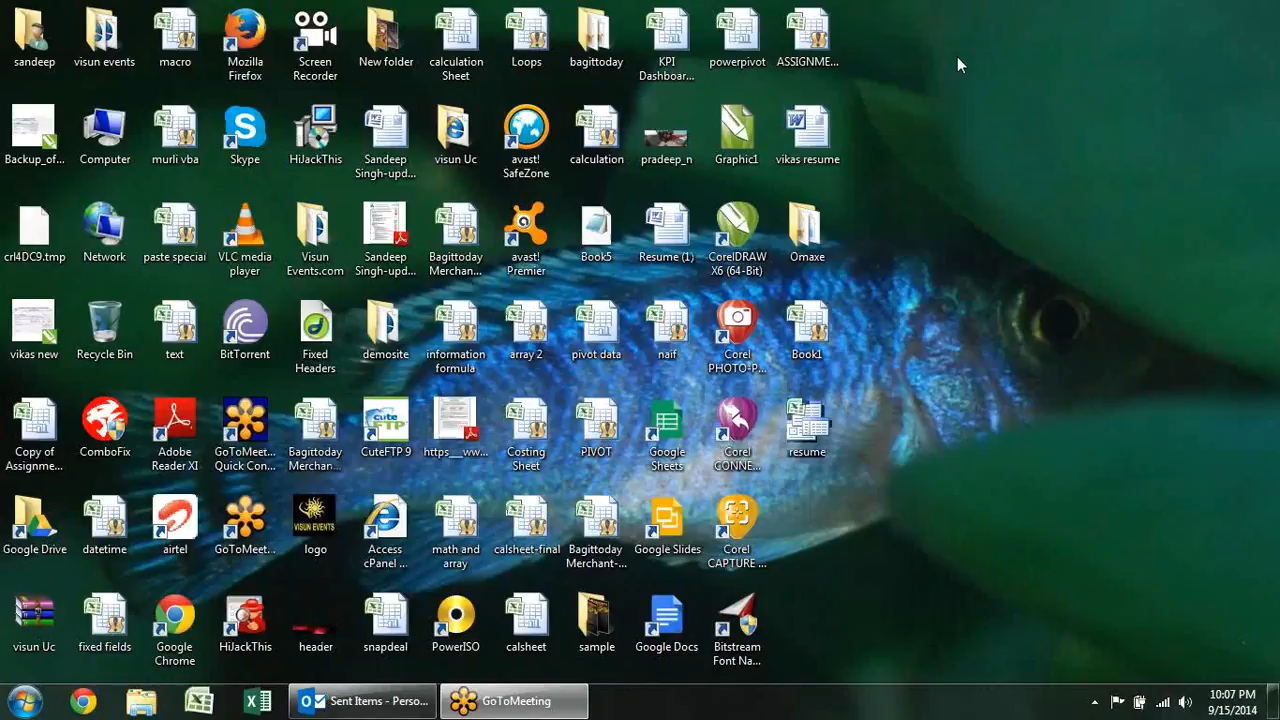 sandeep
visun events
macro
Mozilla
Firefox
Screen
Recorder
New folder
calculation
Sheet
Loops
bagittoday
KPI
Dashboar...
powerpivot
ASSIGNME...
Backup_of...
Computer
murli vba
Skype
HiJackThis
Sandeep
Singh-upd...
visun Uc
avast!
SafeZone
calculation
pradeep_n
Graphic1
vikas resume
crl4DC9.tmp
Network
paste special
VLC media
player
Visun
Events.com
Sandeep
Singh-upd...
Bagittoday
Merchan...
avast!
Premier
Book5
Resume (1)
CorelDRAW
X6 (64-Bit)
Omaxe
vikas new
Recycle Bin
text
BitTorrent
Fixed
Headers
demosite
information
formula
array 2
pivot data
naif
Corel
PHOTO-P...
Book1
Copy of
Assignme...
ComboFix
Adobe
Reader XI
GoToMeet...
Quick Con...
Bagittoday
Merchan...
CuteFTP 9
https___ww...
Costing
Sheet
PIVOT
Google
Sheets
Corel
CONNE...
resume
Google Drive
datetime
airtel
GoToMeet...
VISUN EVENTS
logo
Access
cPanel ...
math and
array
calsheet-final
Bagittoday
Merchant-...
Google Slides
Corel
CAPTURE ...
visun Uc
fixed fields
Google
Chrome
HiJackThis
header
snapdeal
PowerISO
calsheet
sample
Google Docs
Bitstream
Font Na...
Sent Items - Perso...
GoToMeeting
10:07 PM
9/15/2014